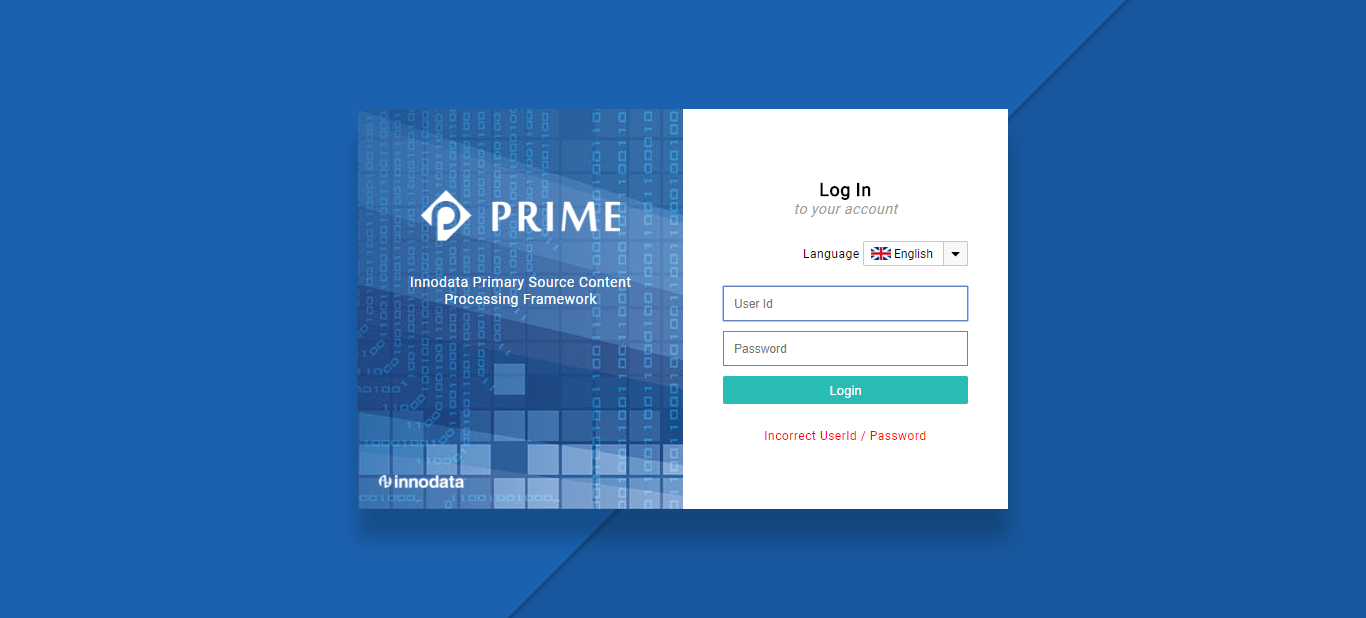 PRIME
Innodata Primary Source Content
Processing Framework
innodata
Log In
to your account
Language English
User Id
Password
Login
Incorrect UserId / Password